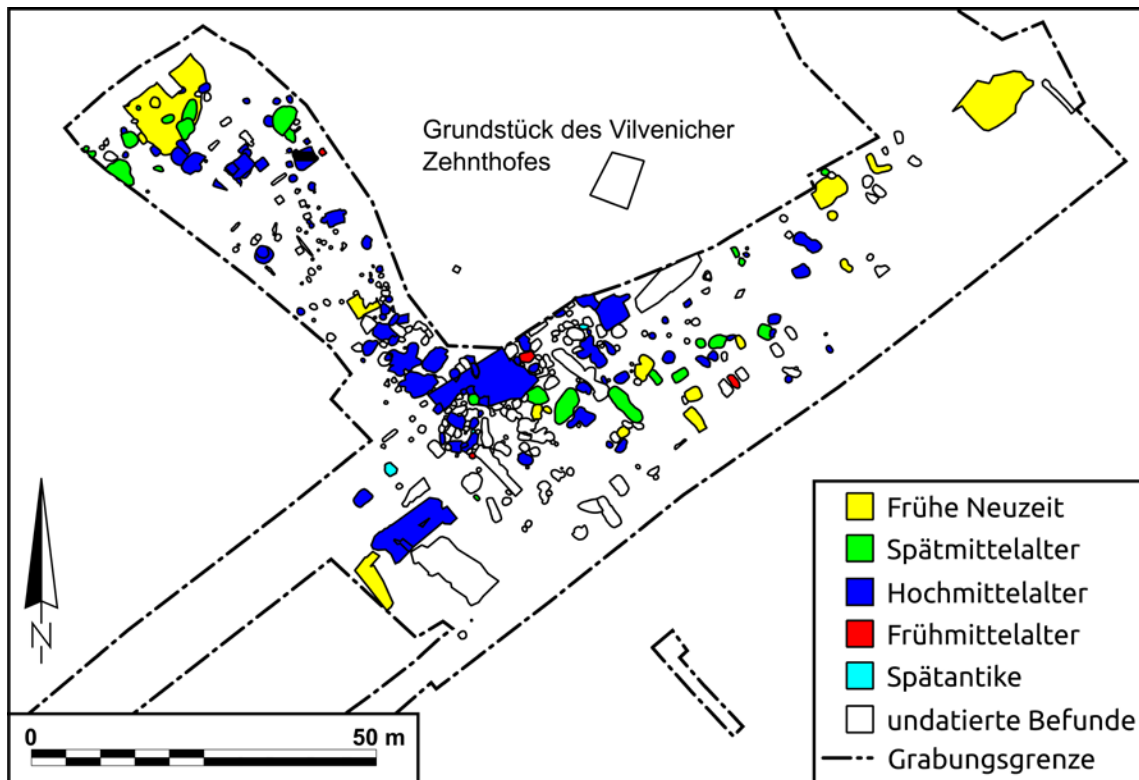 Grundstück des Vilvenicher
Zehnthofes
Frühe Neuzeit
Spätmittelalter
Hochmittelalter
Frühmittelalter
Spätantike
undatierte Befunde
Grabungsgrenze
N
0 50 m